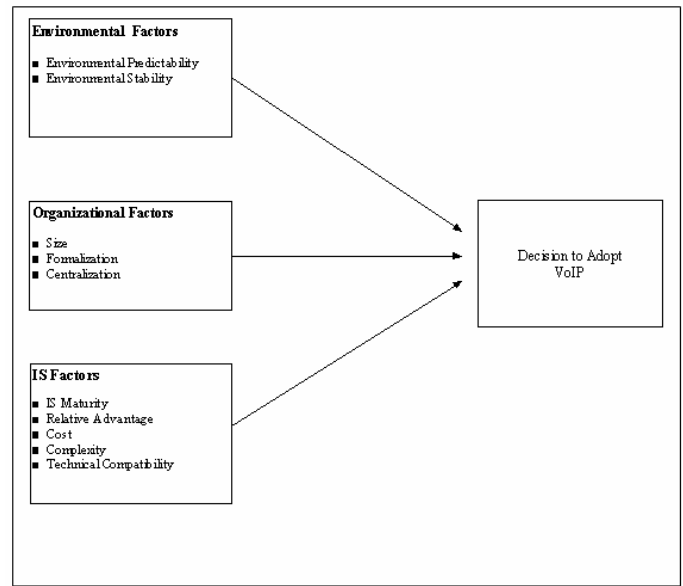 Environmental Factors
■ Environmental Predictability
■ Environmental Stability
Organizational Factors
■ Size
■ Formalization
■ Centralization
IS Factors
■ IS Maturity
■ Relative Advantage
■ Cost
■ Complexity
■ Technical Compatibility
Decision to Adopt
VoIP